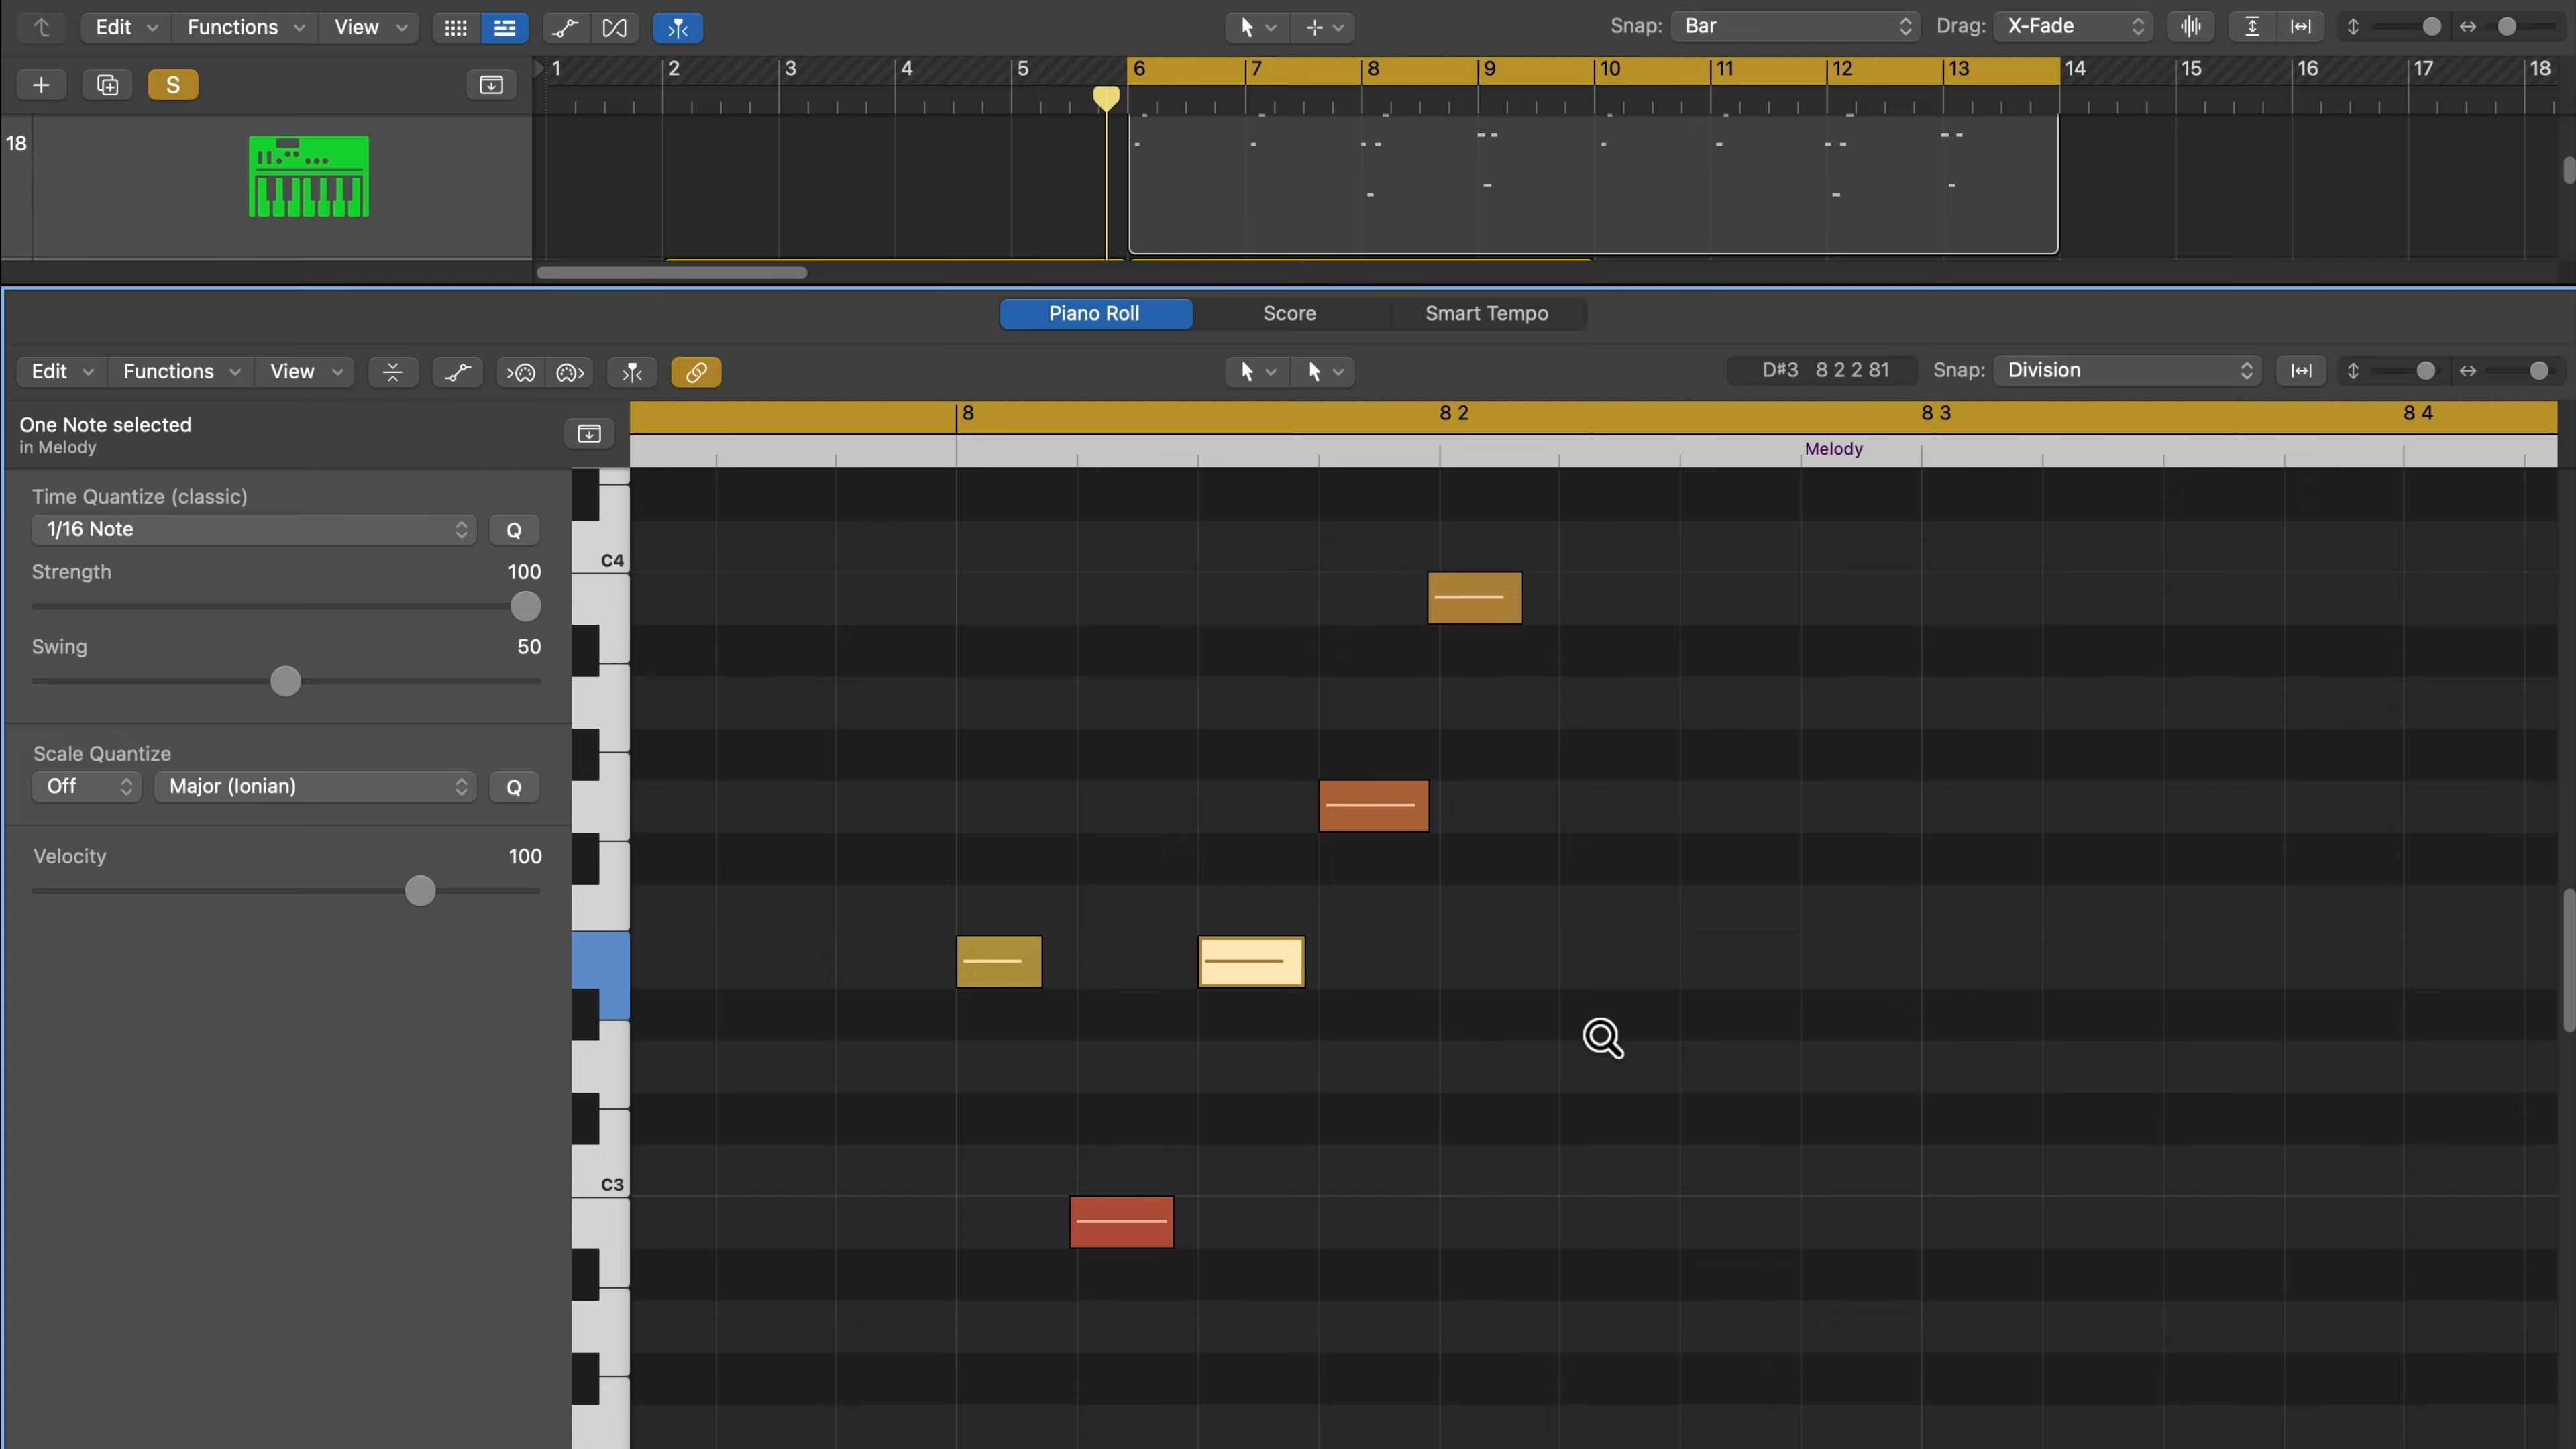 Edit Functions View Snap: Bar Drag: X-Fade
S 1 2 3 4 5 6 7 8 9 10 11 12 13 14 15 16 17 18
18
Piano Roll Score Smart Tempo
Edit Functions View D#3 8 2 2 81 Snap: Division
One Note selected 8 8 2 8 3 8 4
in Melody Melody
Time Quantize (classic)
1/16 Note Q
C4
Strength 100
Swing 50
Scale Quantize
Off Major (Ionian) Q
Velocity 100
C3